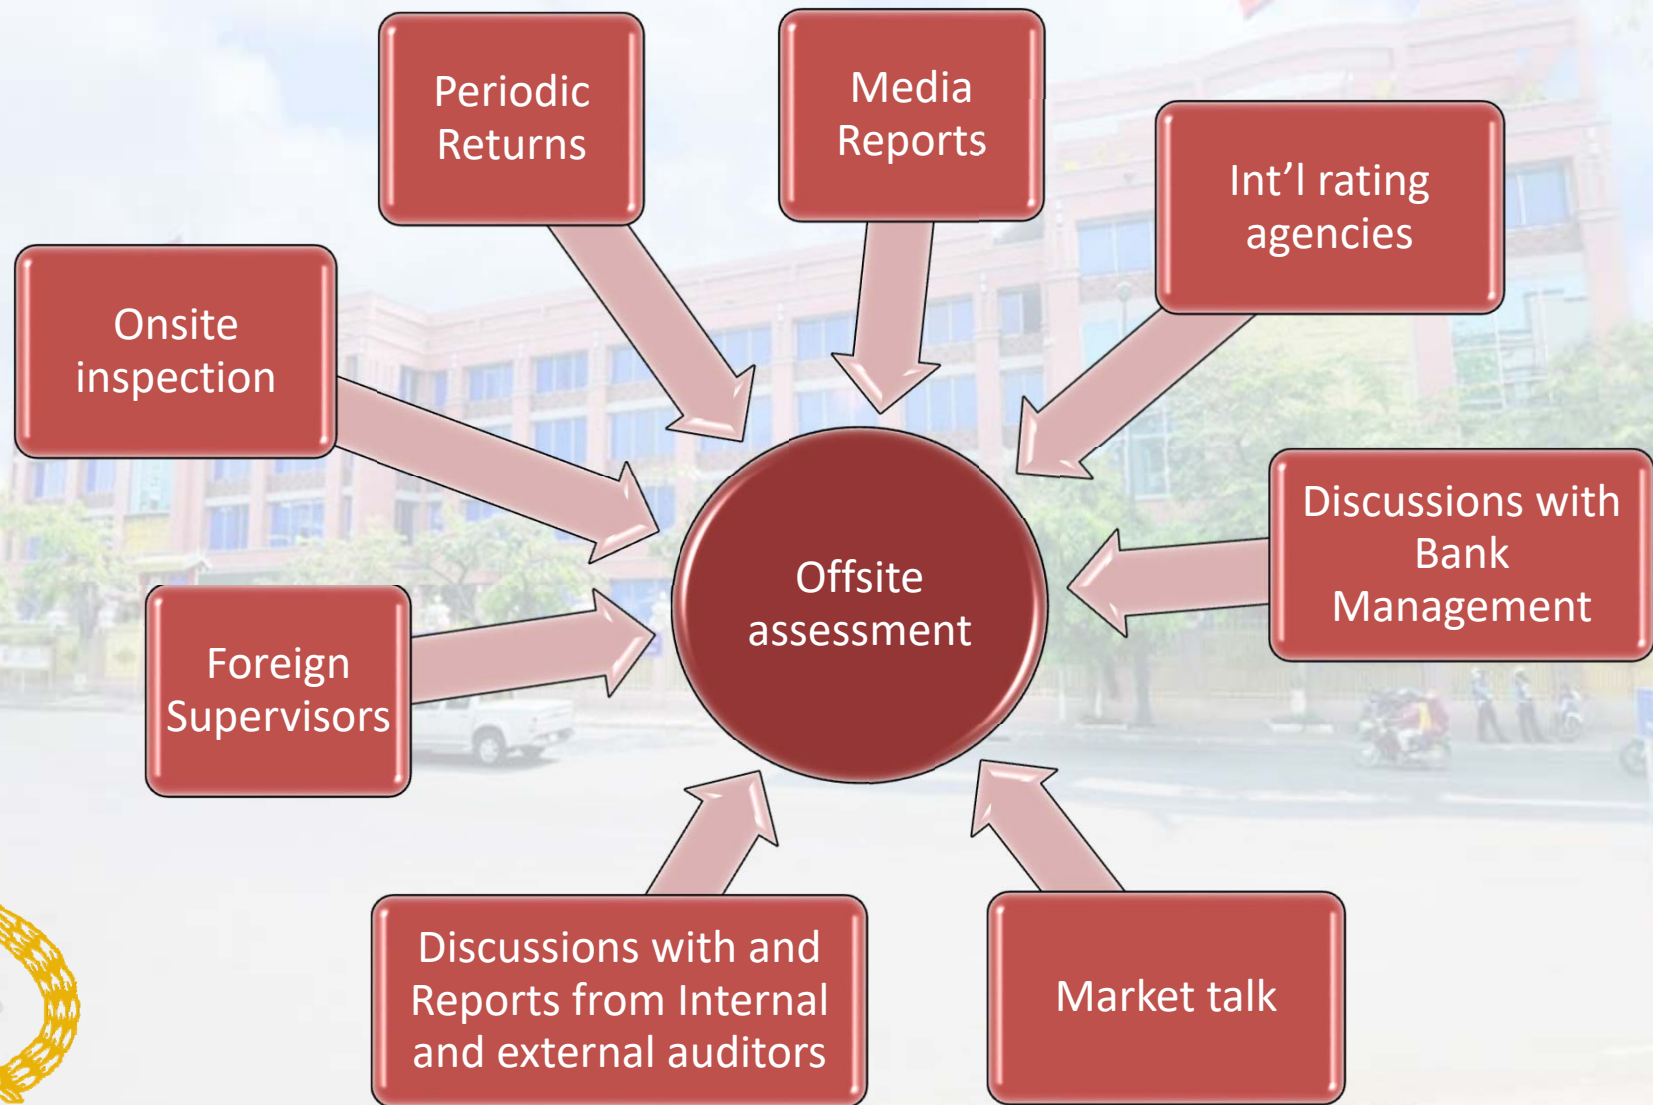 Periodic
Returns
Media
Reports
Int’l rating
agencies
Onsite
inspection
Discussions with
Bank
Management
Offsite
assessment
Foreign
Supervisors
Discussions with and
Reports from Internal
and external auditors
Market talk